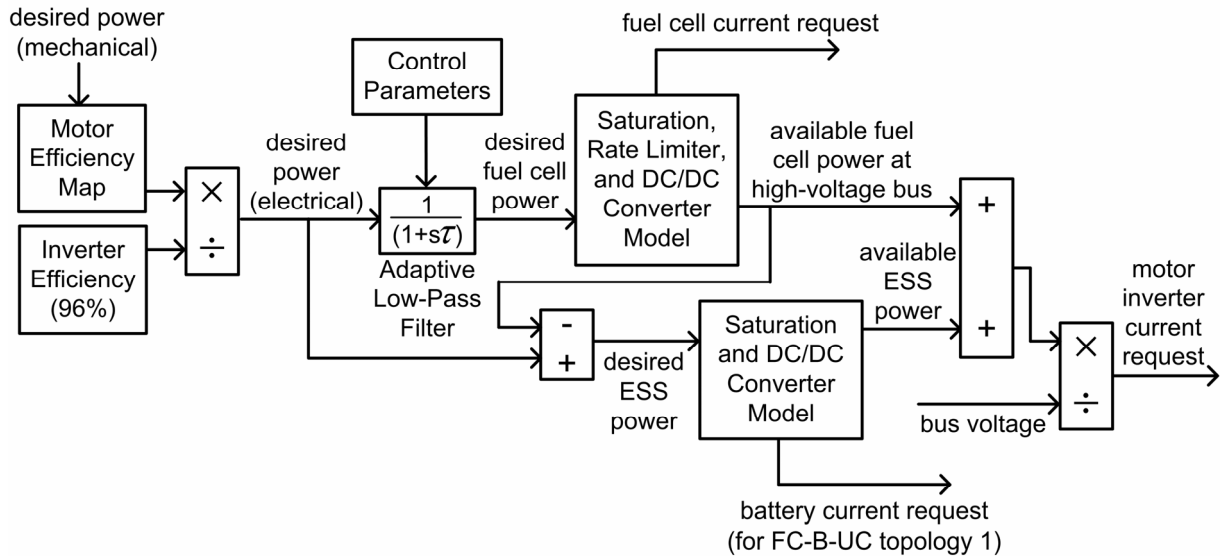 desired power
(mechanical)
Motor
Efficiency
Map
Inverter
Efficiency
(96%)
×
÷
desired
power
(electrical)
Control
Parameters
1
(1+sτ)
Adaptive
Low-Pass
Filter
desired
fuel cell
power
fuel cell current request
Saturation,
Rate Limiter,
and DC/DC
Converter
Model
available fuel
cell power at
high-voltage bus
-
+
desired
ESS
power
Saturation
and DC/DC
Converter
Model
available
ESS
power
battery current request
(for FC-B-UC topology 1)
+
+
bus voltage
×
÷
motor
inverter
current
request